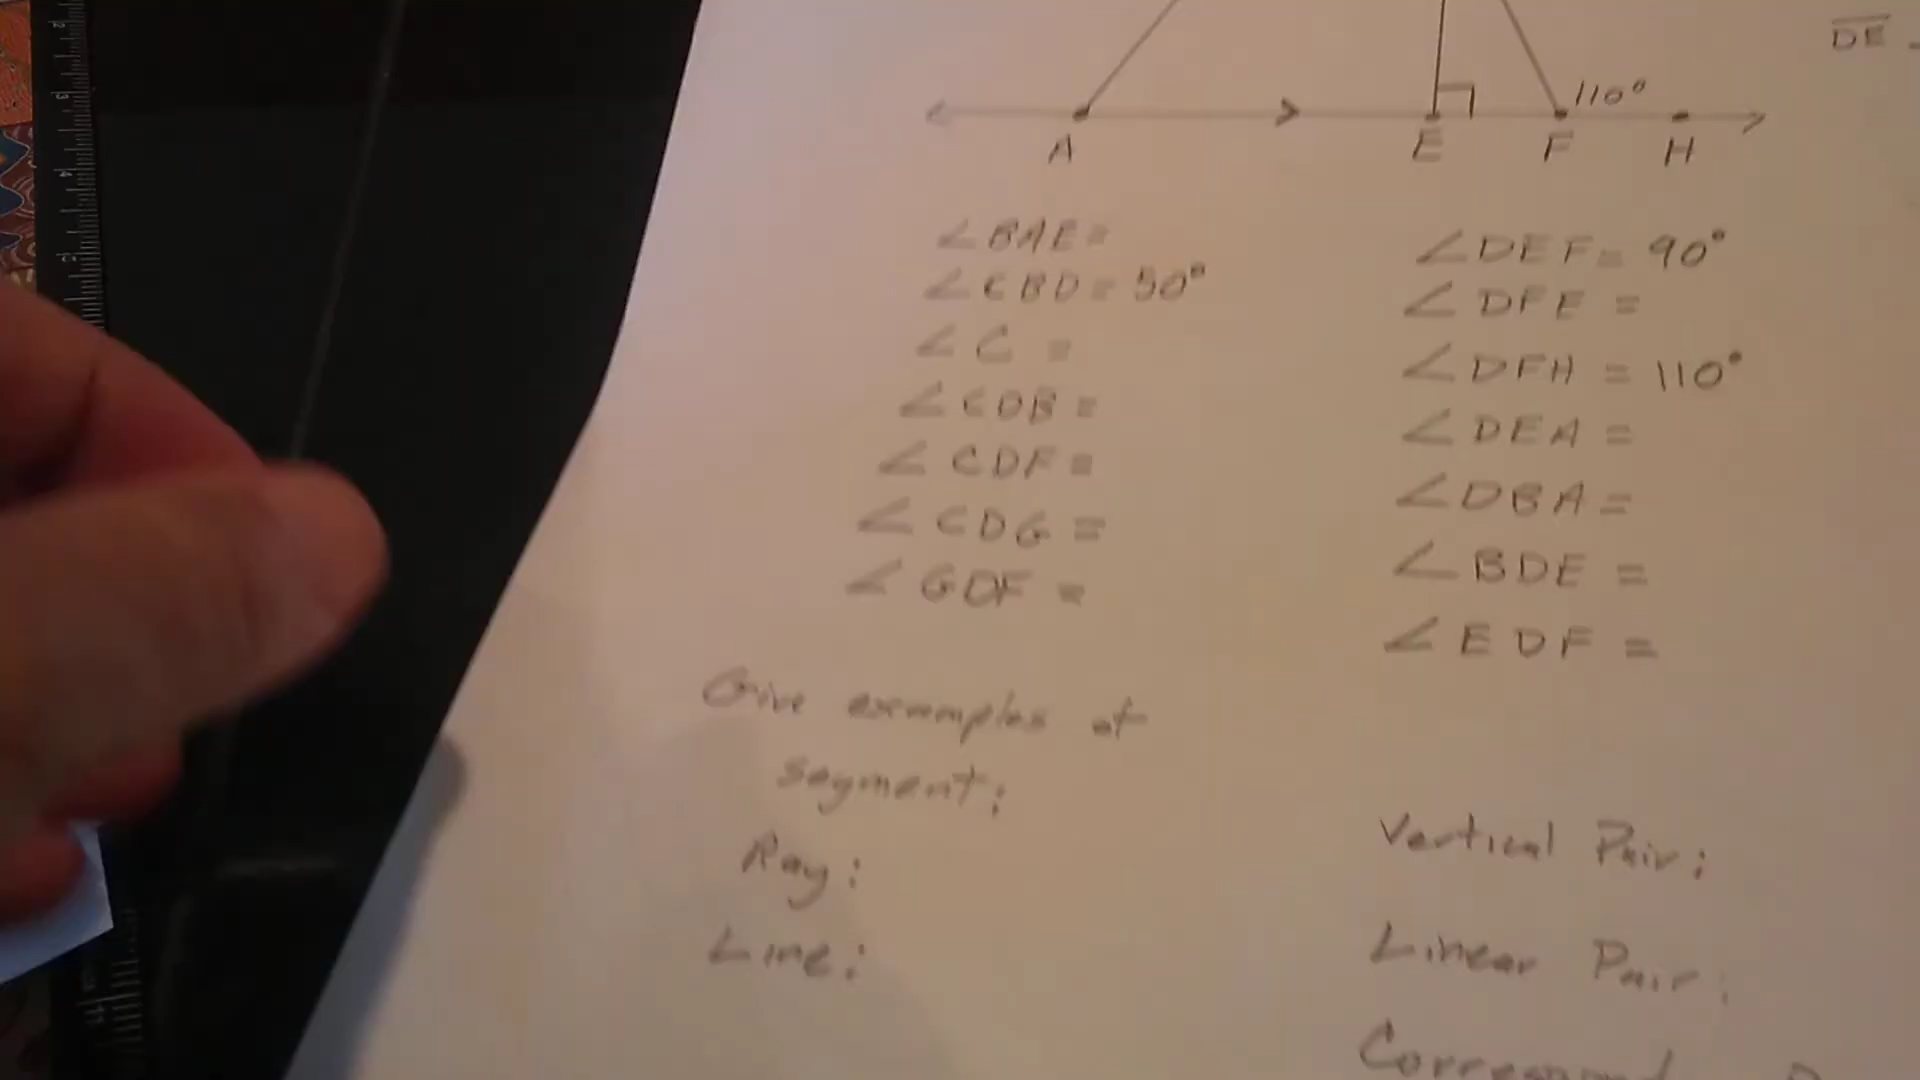 DE
110°
A E F H
∠BAE =
∠CBD = 50°
∠C =
∠CDB =
∠CDF =
∠CDG =
∠GDF =
∠DEF = 90°
∠DFE =
∠DFH = 110°
∠DEA =
∠DBA =
∠BDE =
∠EDF =
Give examples of
segment:
Ray:
Line:
Vertical Pair:
Linear Pair: